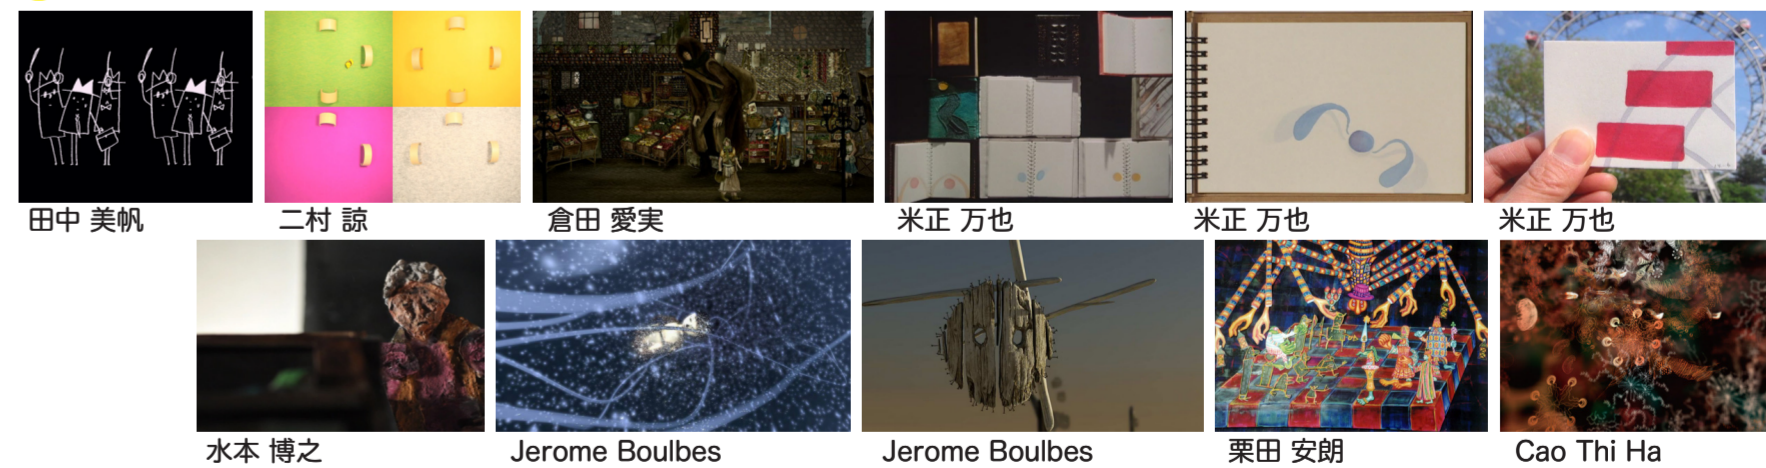 田中 美帆
二村 諒
倉田 愛実
米正 万也
米正 万也
米正 万也
水本 博之
Jerome Boulbes
Jerome Boulbes
栗田 安朗
Cao Thi Ha